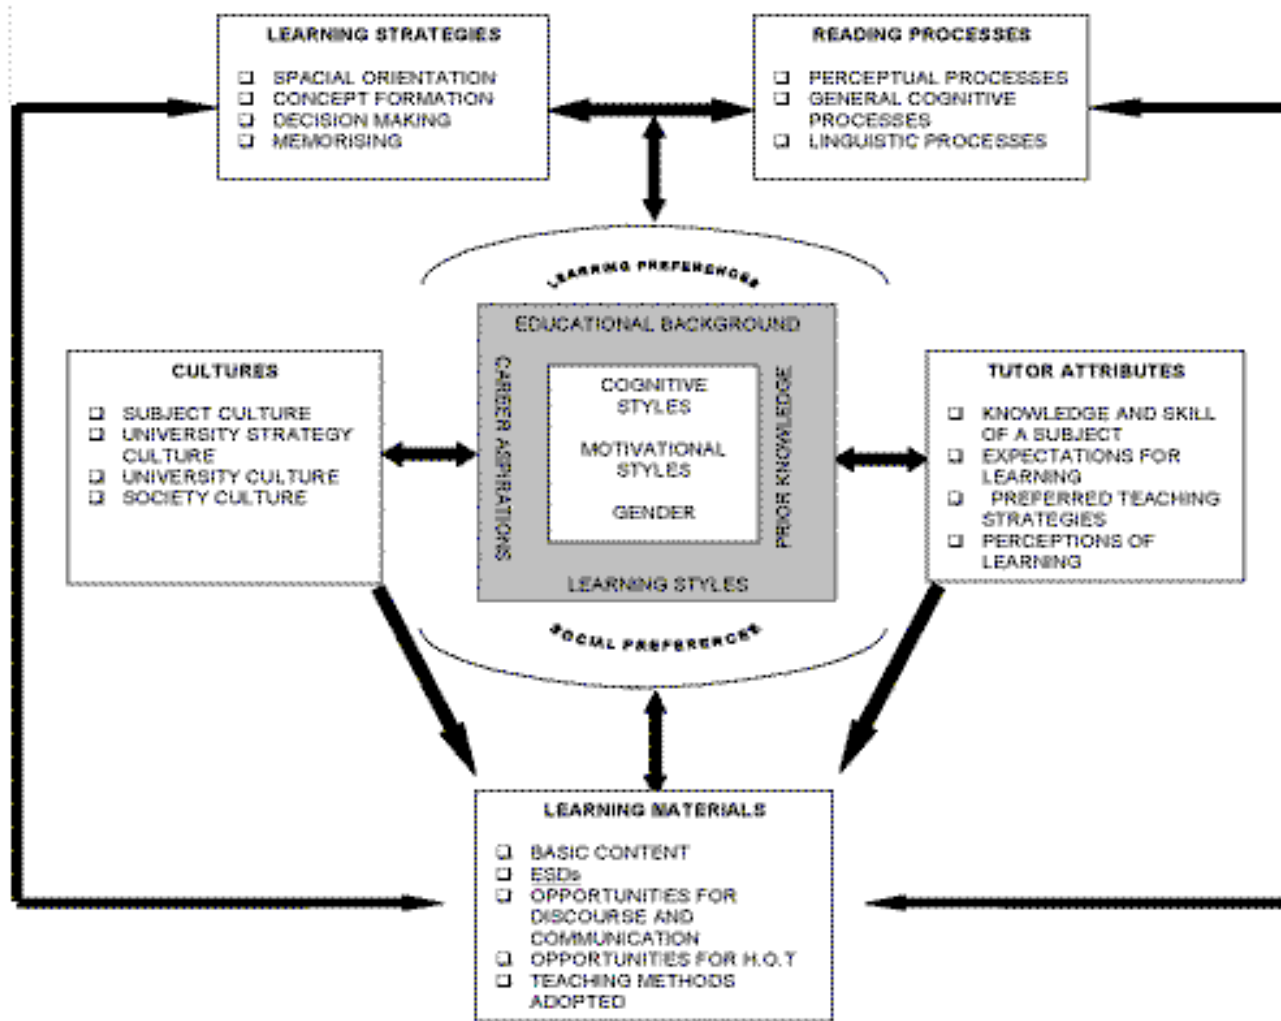 LEARNING STRATEGIES
❑ SPACIAL ORIENTATION
❑ CONCEPT FORMATION
❑ DECISION MAKING
❑ MEMORISING
READING PROCESSES
❑ PERCEPTUAL PROCESSES
❑ GENERAL COGNITIVE
PROCESSES
❑ LINGUISTIC PROCESSES
LEARNING PREFERENCES
EDUCATIONAL BACKGROUND
CAREER ASPIRATIONS
COGNITIVE
STYLES
MOTIVATIONAL
STYLES
GENDER
PRIOR KNOWLEDGE
LEARNING STYLES
SOCIAL PREFERENCES
CULTURES
❑ SUBJECT CULTURE
❑ UNIVERSITY STRATEGY
CULTURE
❑ UNIVERSITY CULTURE
❑ SOCIETY CULTURE
TUTOR ATTRIBUTES
❑ KNOWLEDGE AND SKILL
OF A SUBJECT
❑ EXPECTATIONS FOR
LEARNING
❑ PREFERRED TEACHING
STRATEGIES
❑ PERCEPTIONS OF
LEARNING
LEARNING MATERIALS
❑ BASIC CONTENT
❑ ESDs
❑ OPPORTUNITIES FOR
DISCOURSE AND
COMMUNICATION
❑ OPPORTUNITIES FOR H.O.T
❑ TEACHING METHODS
ADOPTED